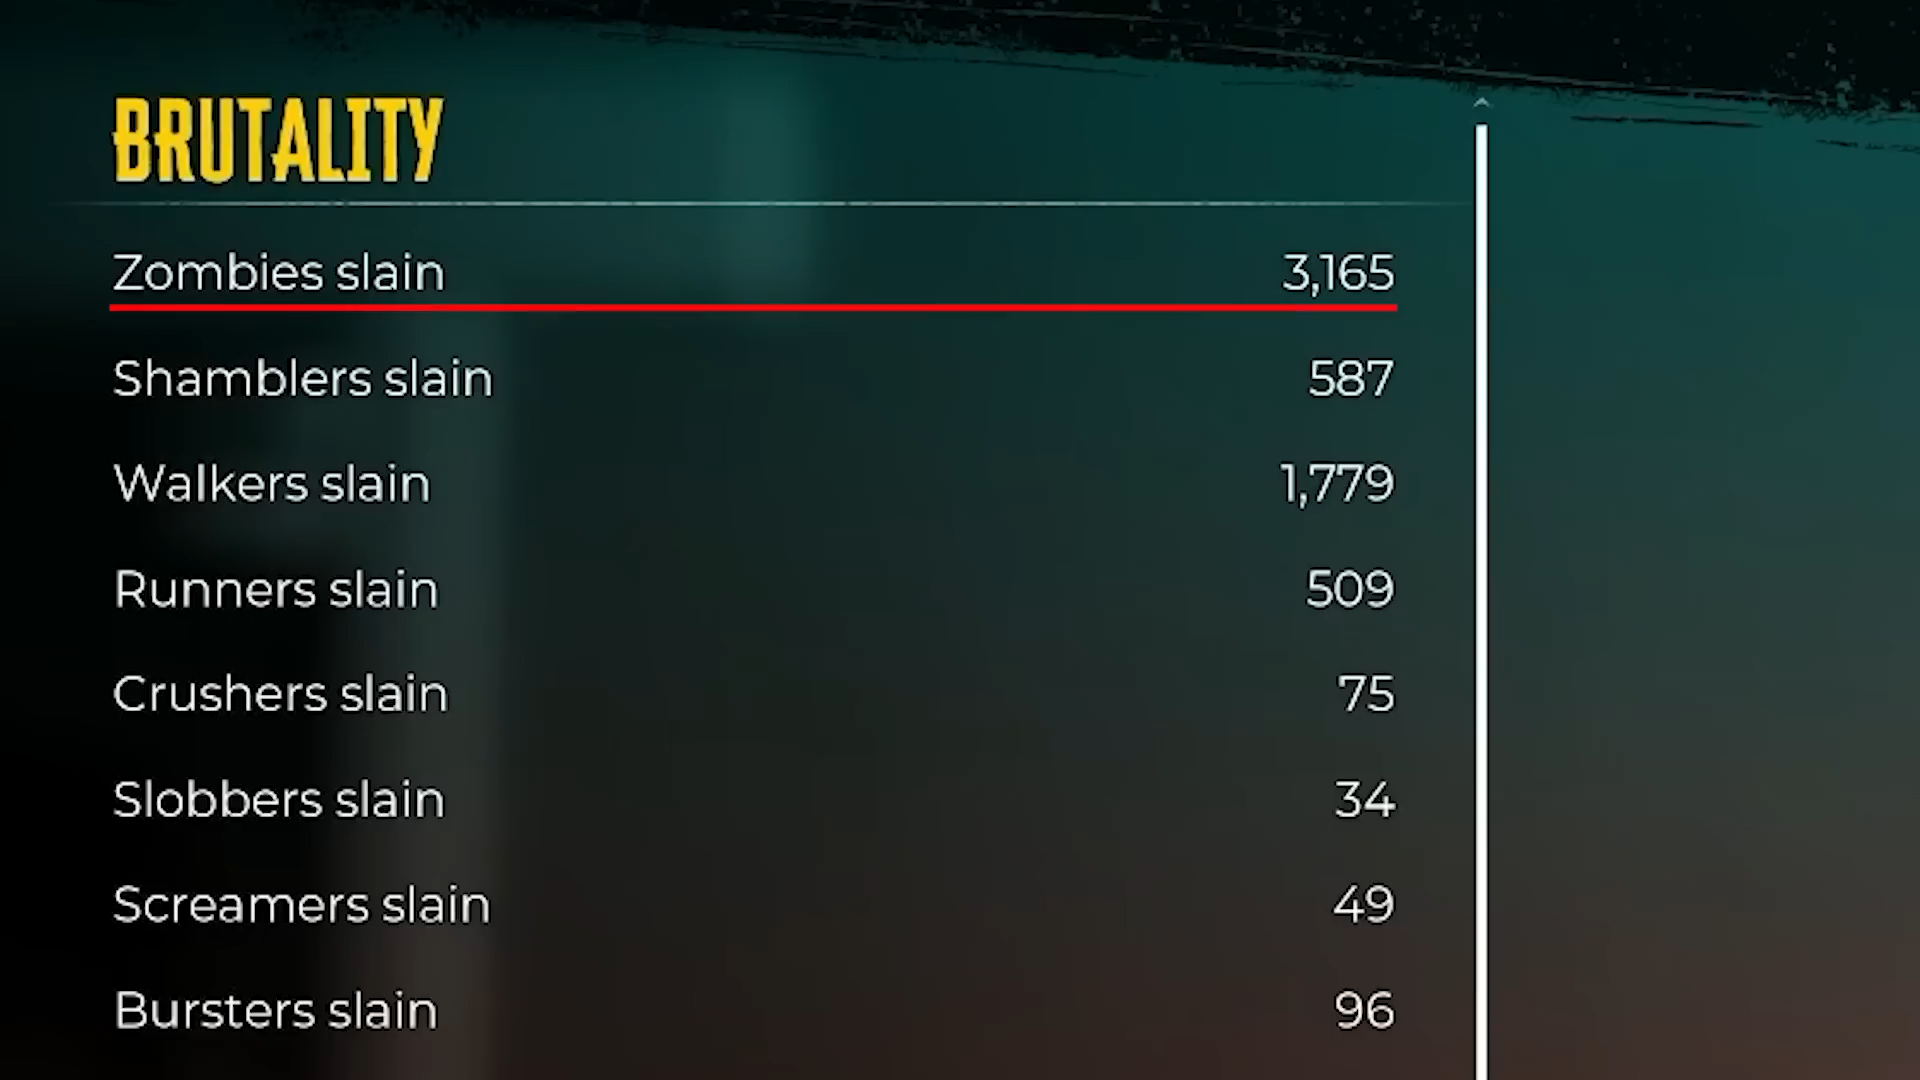 BRUTALITY
Zombies slain 3,165
Shamblers slain 587
Walkers slain 1,779
Runners slain 509
Crushers slain 75
Slobbers slain 34
Screamers slain 49
Bursters slain 96